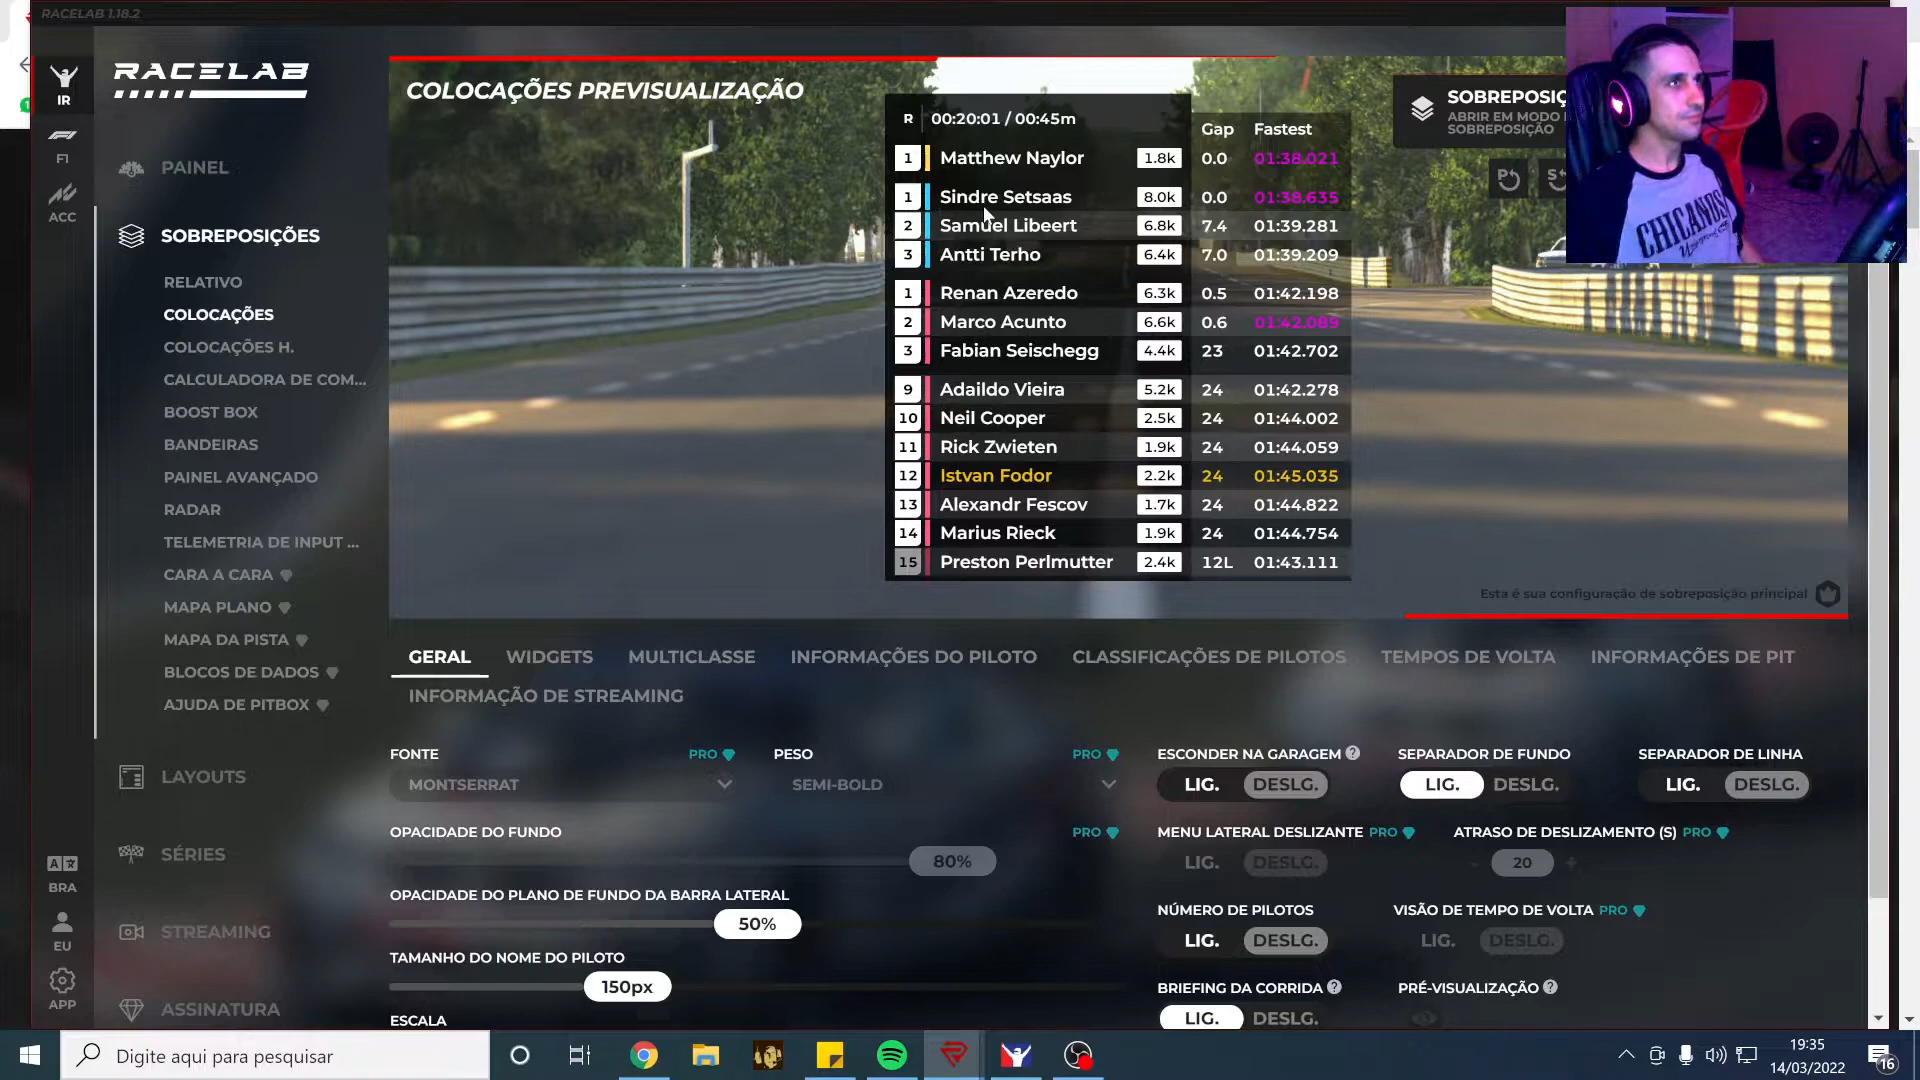 RACELAB 1.18.2
IR
F1
ACC
BRA
EU
APP
RACELAB
PAINEL
SOBREPOSIÇÕES
RELATIVO
COLOCAÇÕES
COLOCAÇÕES H.
CALCULADORA DE COM...
BOOST BOX
BANDEIRAS
PAINEL AVANÇADO
RADAR
TELEMETRIA DE INPUT ...
CARA A CARA
MAPA PLANO
MAPA DA PISTA
BLOCOS DE DADOS
AJUDA DE PITBOX
LAYOUTS
SÉRIES
STREAMING
ASSINATURA
COLOCAÇÕES PREVISUALIZAÇÃO
R 00:20:01 / 00:45m
Gap Fastest
1 Matthew Naylor 1.8k 0.0 01:38.021
1 Sindre Setsaas 8.0k 0.0 01:38.635
2 Samuel Libeert 6.8k 7.4 01:39.281
3 Antti Terho 6.4k 7.0 01:39.209
1 Renan Azeredo 6.3k 0.5 01:42.198
2 Marco Acunto 6.6k 0.6 01:42.089
3 Fabian Seischegg 4.4k 23 01:42.702
9 Adaildo Vieira 5.2k 24 01:42.278
10 Neil Cooper 2.5k 24 01:44.002
11 Rick Zwieten 1.9k 24 01:44.059
12 Istvan Fodor 2.2k 24 01:45.035
13 Alexandr Fescov 1.7k 24 01:44.822
14 Marius Rieck 1.9k 24 01:44.754
15 Preston Perlmutter 2.4k 12L 01:43.111
SOBREPOSIÇ
ABRIR EM MODO
SOBREPOSIÇÃO
CHICANOS
Esta é sua configuração de sobreposição principal
GERAL WIDGETS MULTICLASSE INFORMAÇÕES DO PILOTO CLASSIFICAÇÕES DE PILOTOS TEMPOS DE VOLTA INFORMAÇÕES DE PIT
INFORMAÇÃO DE STREAMING
FONTE PRO PESO PRO ESCONDER NA GARAGEM ? SEPARADOR DE FUNDO SEPARADOR DE LINHA
MONTSERRAT SEMI-BOLD LIG. DESLG. LIG. DESLG. LIG. DESLG.
OPACIDADE DO FUNDO PRO MENU LATERAL DESLIZANTE PRO ATRASO DE DESLIZAMENTO (S) PRO
80% LIG. DESLG. - 20 +
OPACIDADE DO PLANO DE FUNDO DA BARRA LATERAL
50%
NÚMERO DE PILOTOS VISÃO DE TEMPO DE VOLTA PRO
LIG. DESLG. LIG. DESLG.
TAMANHO DO NOME DO PILOTO
150px
BRIEFING DA CORRIDA ? PRÉ-VISUALIZAÇÃO ?
LIG. DESLG.
ESCALA
Digite aqui para pesquisar
19:35
14/03/2022
16